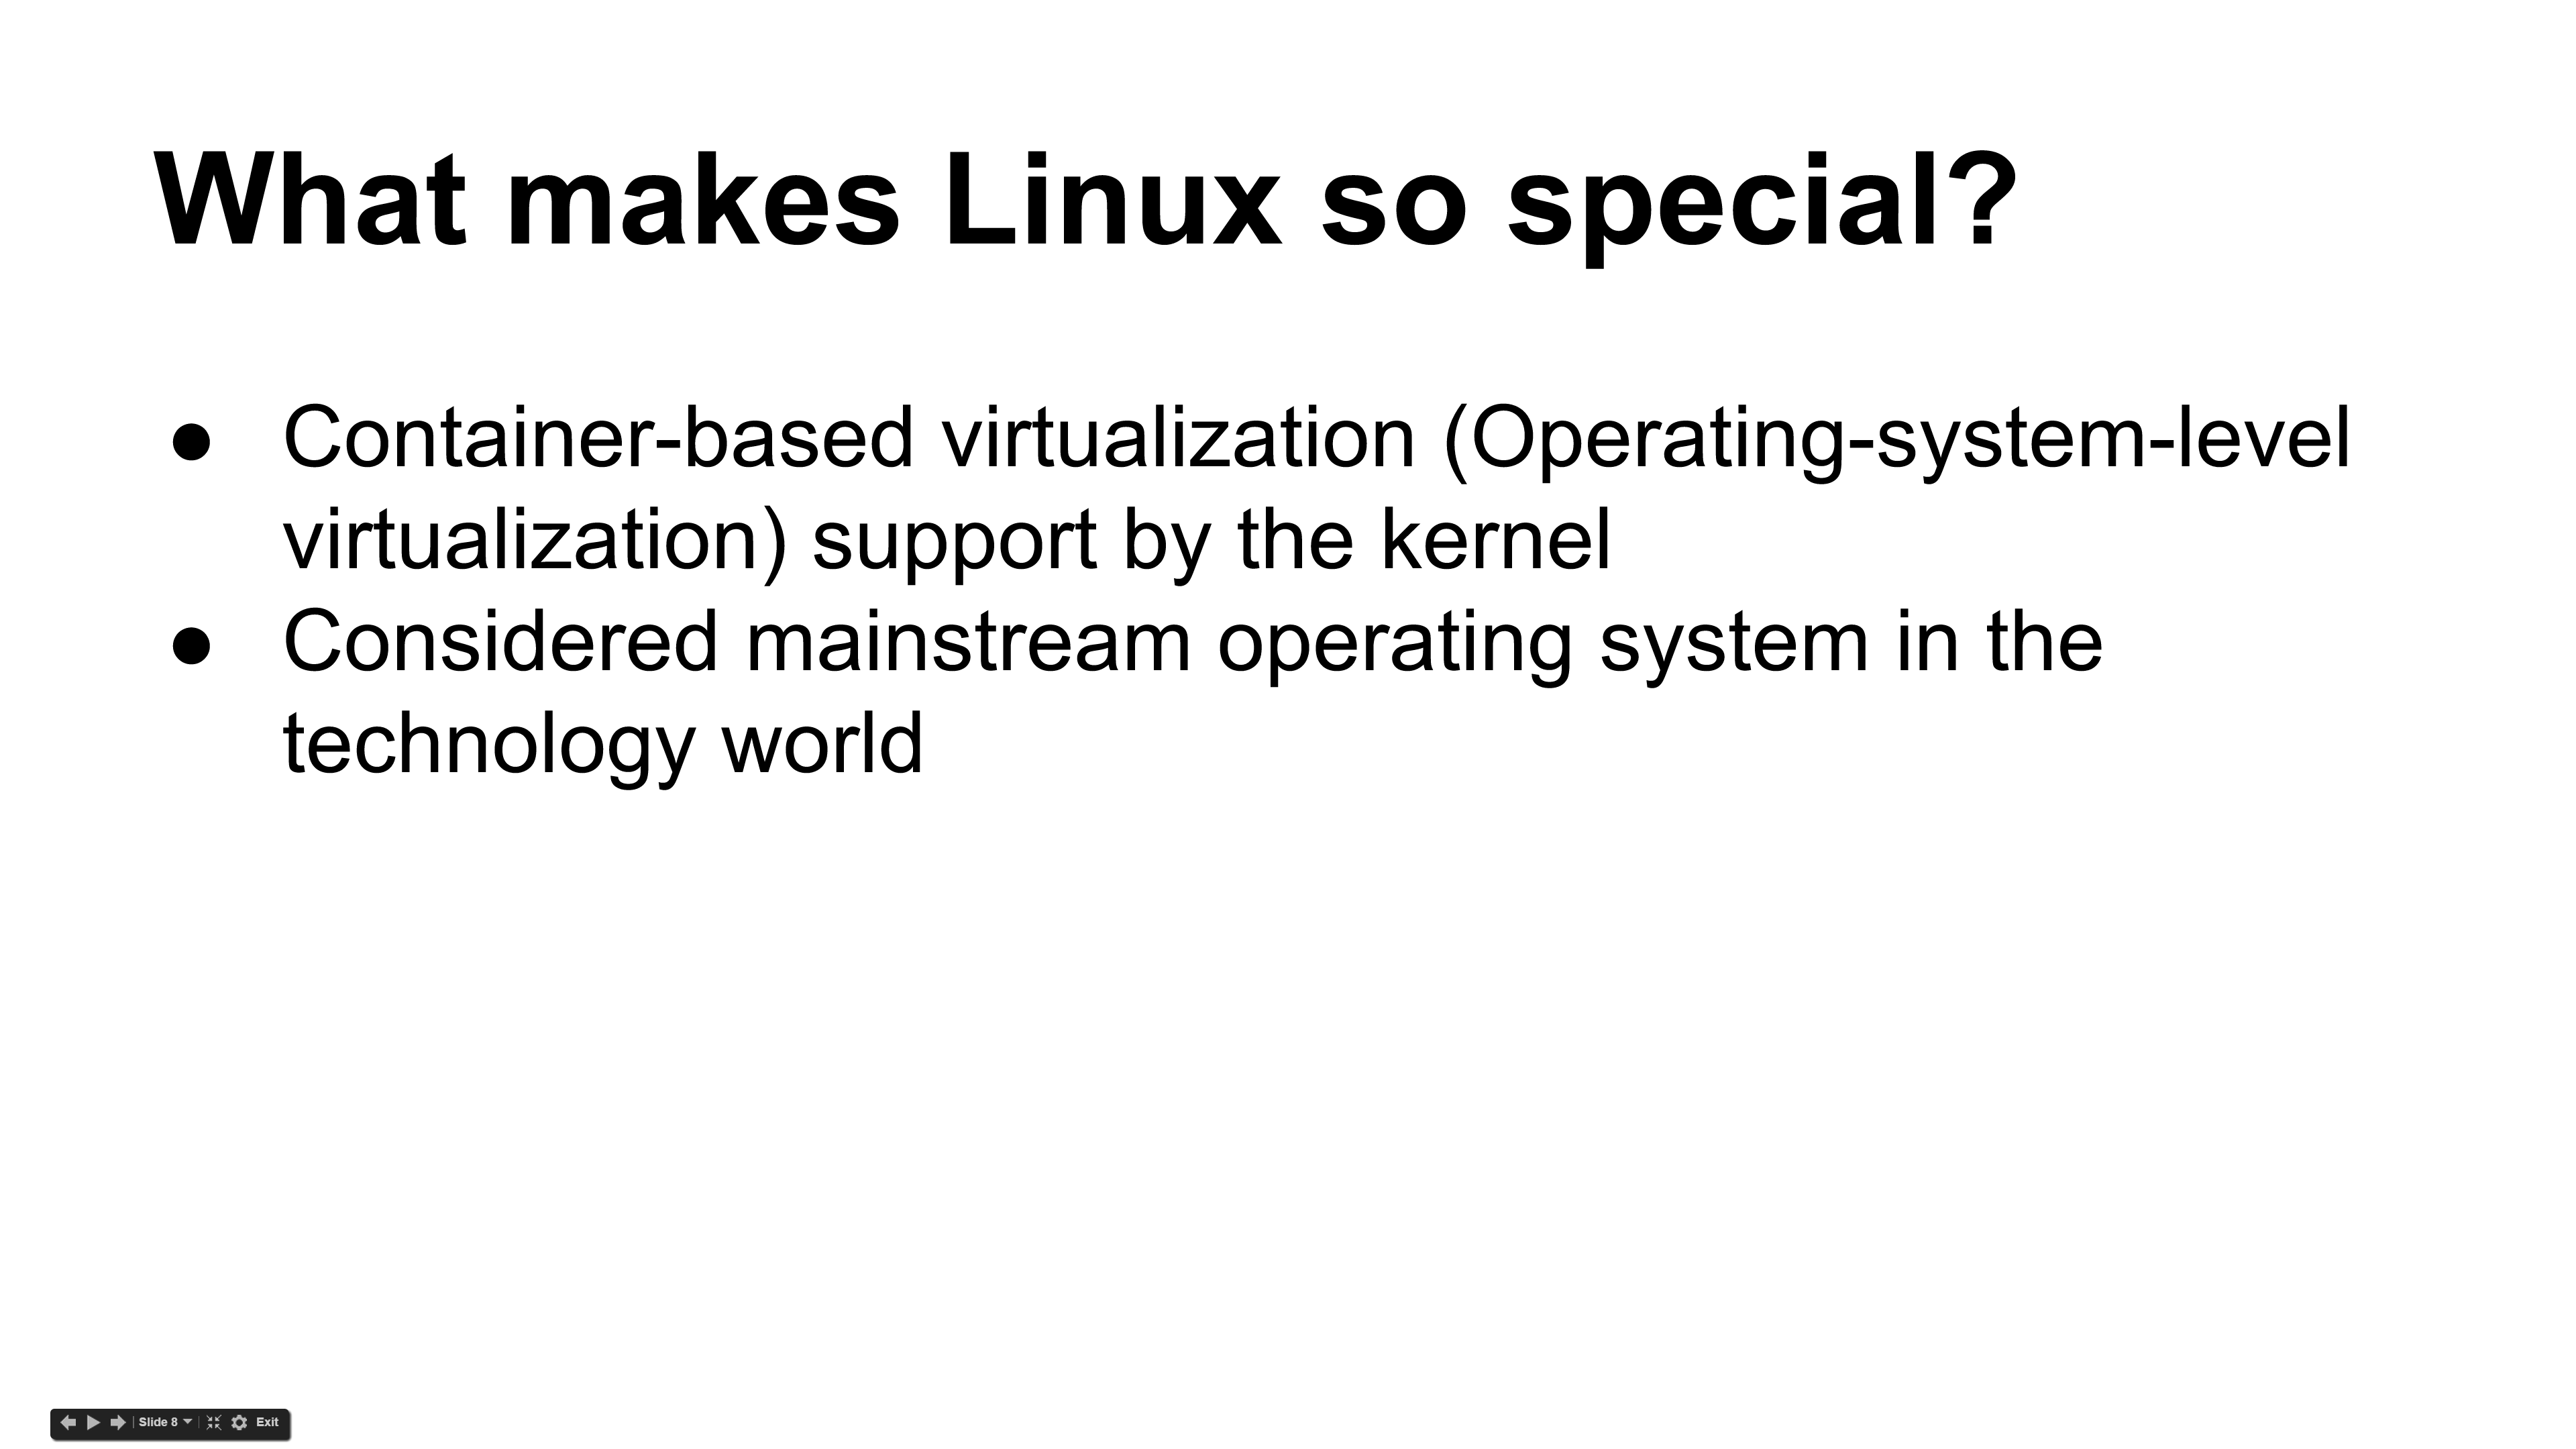 What makes Linux so special?
● Container-based virtualization (Operating-system-level
virtualization) support by the kernel
● Considered mainstream operating system in the
technology world
Slide 8 Exit